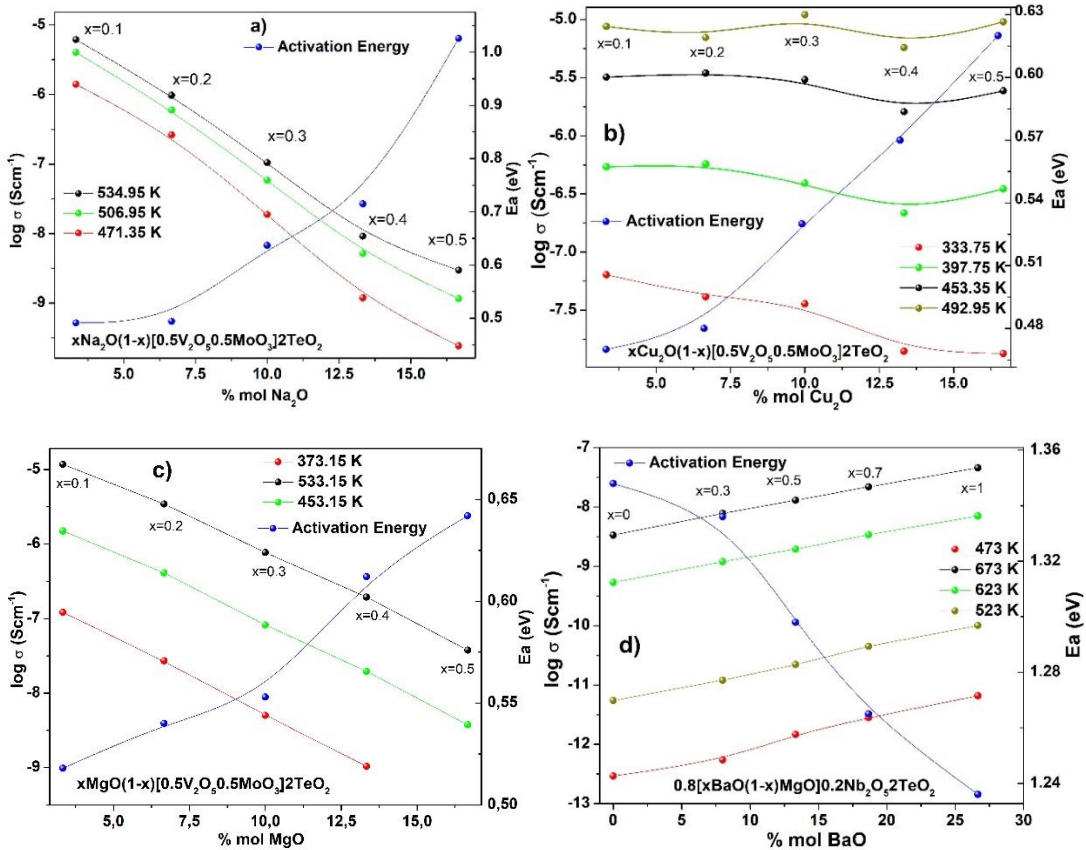 a)
Activation Energy
x=0.1
x=0.2
x=0.3
x=0.4
x=0.5
534.95 K
506.95 K
471.35 K
xNa₂O(1-x)[0.5V₂O₅0.5MoO₃]2TeO₂
-5
-6
-7
-8
-9
log σ (Scm⁻¹)
1.0
0.9
0.8
0.7
0.6
0.5
Ea (eV)
5.0 7.5 10.0 12.5 15.0
% mol Na₂O
x=0.1
x=0.2
x=0.3
x=0.4
x=0.5
b)
Activation Energy
333.75 K
397.75 K
453.35 K
492.95 K
xCu₂O(1-x)[0.5V₂O₅0.5MoO₃]2TeO₂
-5.0
-5.5
-6.0
-6.5
-7.0
-7.5
log σ (Scm⁻¹)
0.63
0.60
0.57
0.54
0.51
0.48
Ea (eV)
5.0 7.5 10.0 12.5 15.0
% mol Cu₂O
c)
373.15 K
533.15 K
453.15 K
Activation Energy
x=0.1
x=0.2
x=0.3
x=0.4
x=0.5
xMgO(1-x)[0.5V₂O₅0.5MoO₃]2TeO₂
-5
-6
-7
-8
-9
log σ (Scm⁻¹)
0,65
0,60
0,55
0,50
Ea (eV)
5,0 7,5 10,0 12,5 15,0
% mol MgO
Activation Energy
x=0
x=0.3
x=0.5
x=0.7
x=1
473 K
673 K
623 K
523 K
d)
0.8[xBaO(1-x)MgO]0.2Nb₂O₅2TeO₂
-7
-8
-9
-10
-11
-12
-13
log σ (Scm⁻¹)
1.36
1.32
1.28
1.24
Ea (eV)
0 5 10 15 20 25 30
% mol BaO